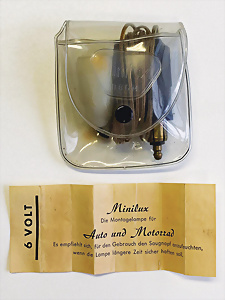 6 VOLT
Minilux
Die Montagelampe für
Auto und Motorrad
Es empfiehlt sich, für den Gebrauch den Saugnapf anzufeuchten,
wenn die Lampe längere Zeit sicher haften soll.